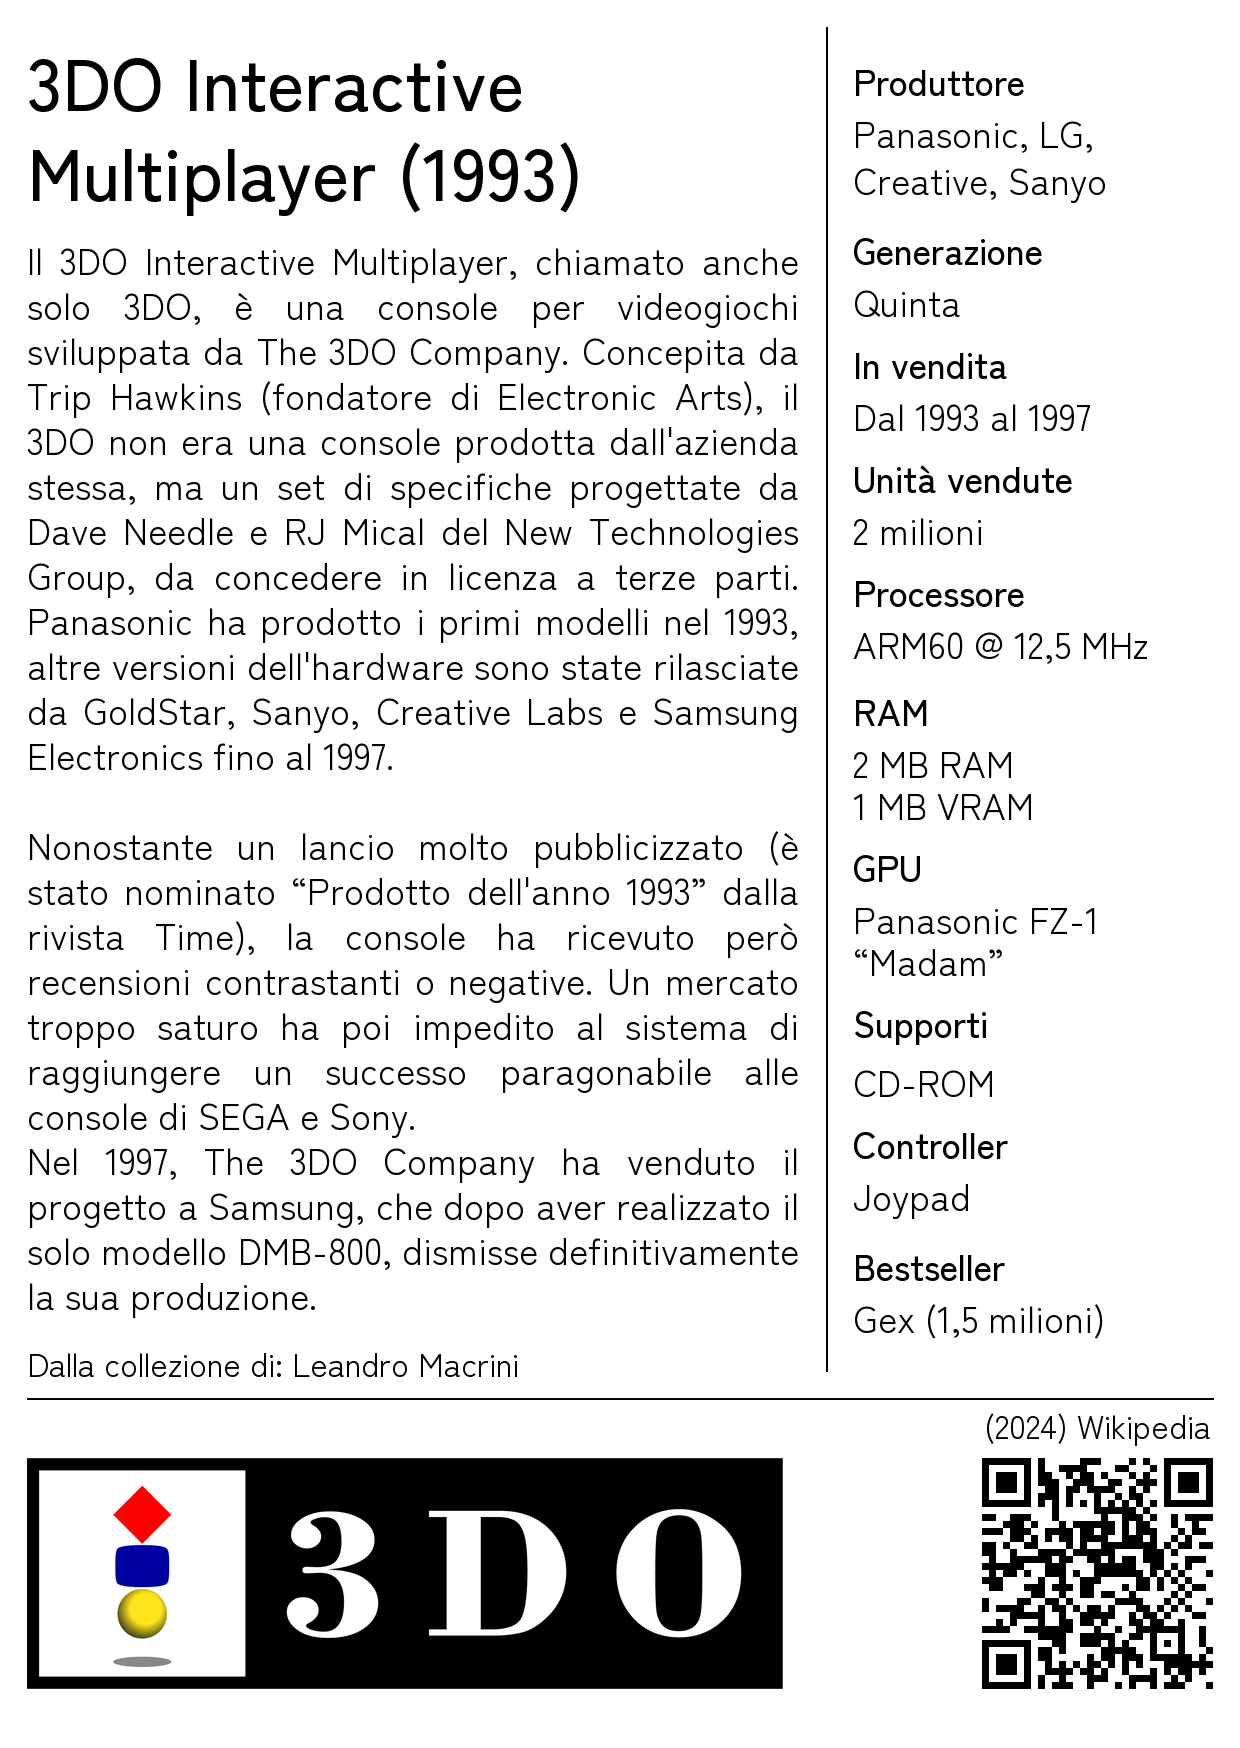 3DO Interactive
Multiplayer (1993)
Il 3DO Interactive Multiplayer, chiamato anche
solo 3DO, è una console per videogiochi
sviluppata da The 3DO Company. Concepita da
Trip Hawkins (fondatore di Electronic Arts), il
3DO non era una console prodotta dall'azienda
stessa, ma un set di specifiche progettate da
Dave Needle e RJ Mical del New Technologies
Group, da concedere in licenza a terze parti.
Panasonic ha prodotto i primi modelli nel 1993,
altre versioni dell'hardware sono state rilasciate
da GoldStar, Sanyo, Creative Labs e Samsung
Electronics fino al 1997.
Nonostante un lancio molto pubblicizzato (è
stato nominato “Prodotto dell'anno 1993” dalla
rivista Time), la console ha ricevuto però
recensioni contrastanti o negative. Un mercato
troppo saturo ha poi impedito al sistema di
raggiungere un successo paragonabile alle
console di SEGA e Sony.
Nel 1997, The 3DO Company ha venduto il
progetto a Samsung, che dopo aver realizzato il
solo modello DMB-800, dismisse definitivamente
la sua produzione.
Dalla collezione di: Leandro Macrini
Produttore
Panasonic, LG,
Creative, Sanyo
Generazione
Quinta
In vendita
Dal 1993 al 1997
Unità vendute
2 milioni
Processore
ARM60 @ 12,5 MHz
RAM
2 MB RAM
1 MB VRAM
GPU
Panasonic FZ-1
“Madam”
Supporti
CD-ROM
Controller
Joypad
Bestseller
Gex (1,5 milioni)
(2024) Wikipedia
3DO